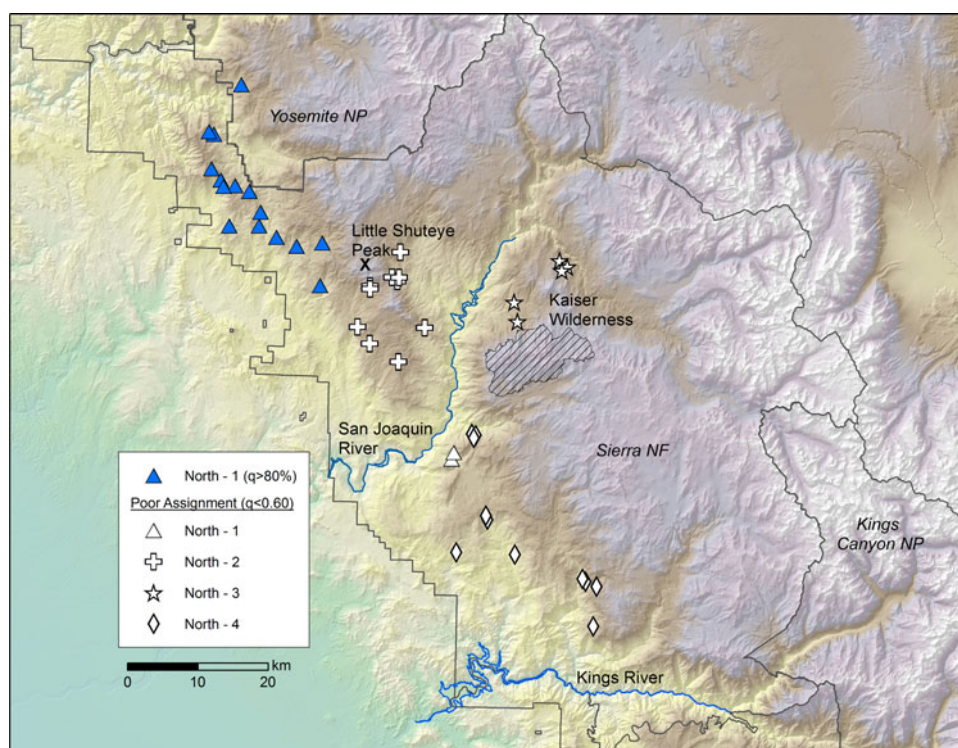 Yosemite NP
Little Shuteye
Peak
X
Kaiser
Wilderness
San Joaquin
River
Sierra NF
Kings
Canyon NP
Kings River
North - 1 (q>80%)
Poor Assignment (q<0.60)
North - 1
North - 2
North - 3
North - 4
km
0 10 20